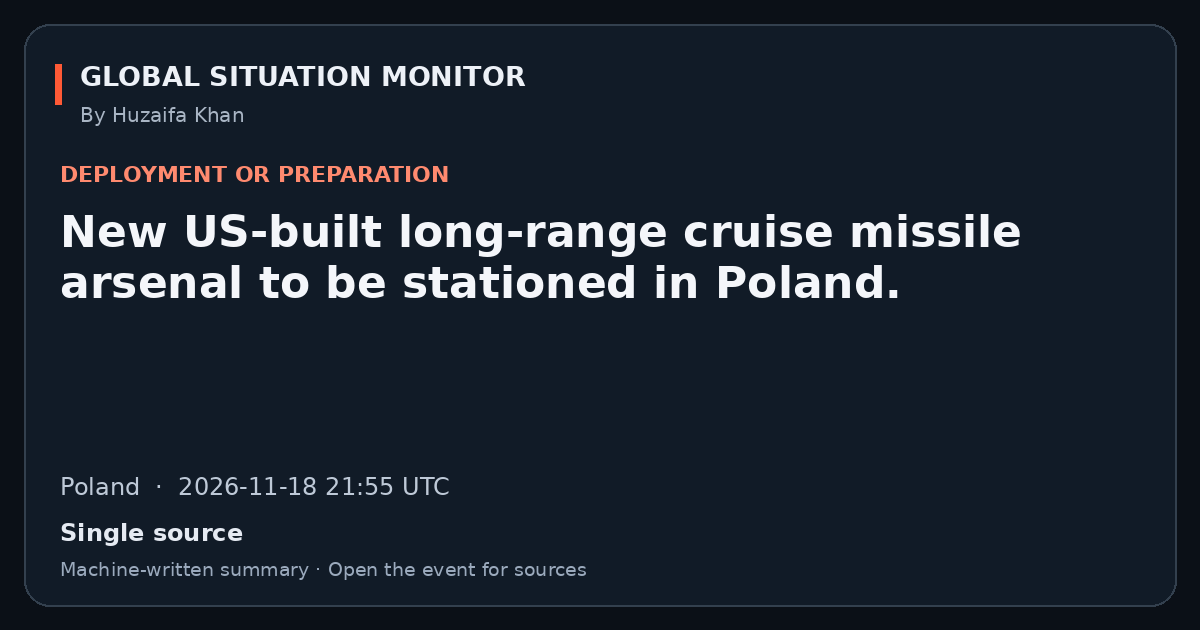 GLOBAL SITUATION MONITOR
By Huzaifa Khan
DEPLOYMENT OR PREPARATION
New US-built long-range cruise missile
arsenal to be stationed in Poland.
Poland · 2026-11-18 21:55 UTC
Single source
Machine-written summary · Open the event for sources